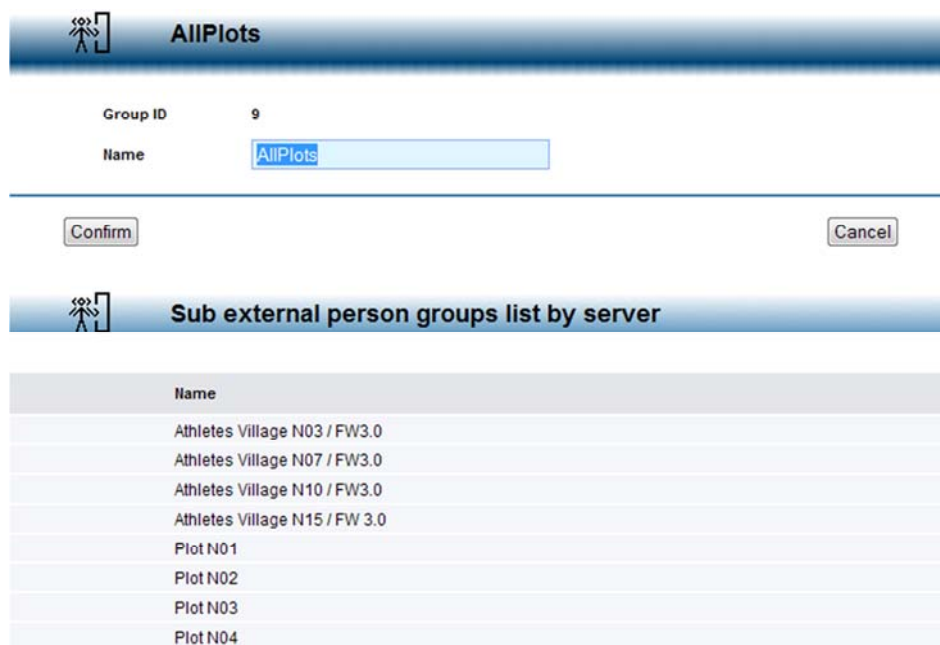 AllPlots
Group ID 9
Name AllPlots
Confirm Cancel
Sub external person groups list by server
Name
Athletes Village N03 / FW3.0
Athletes Village N07 / FW3.0
Athletes Village N10 / FW3.0
Athletes Village N15 / FW 3.0
Plot N01
Plot N02
Plot N03
Plot N04